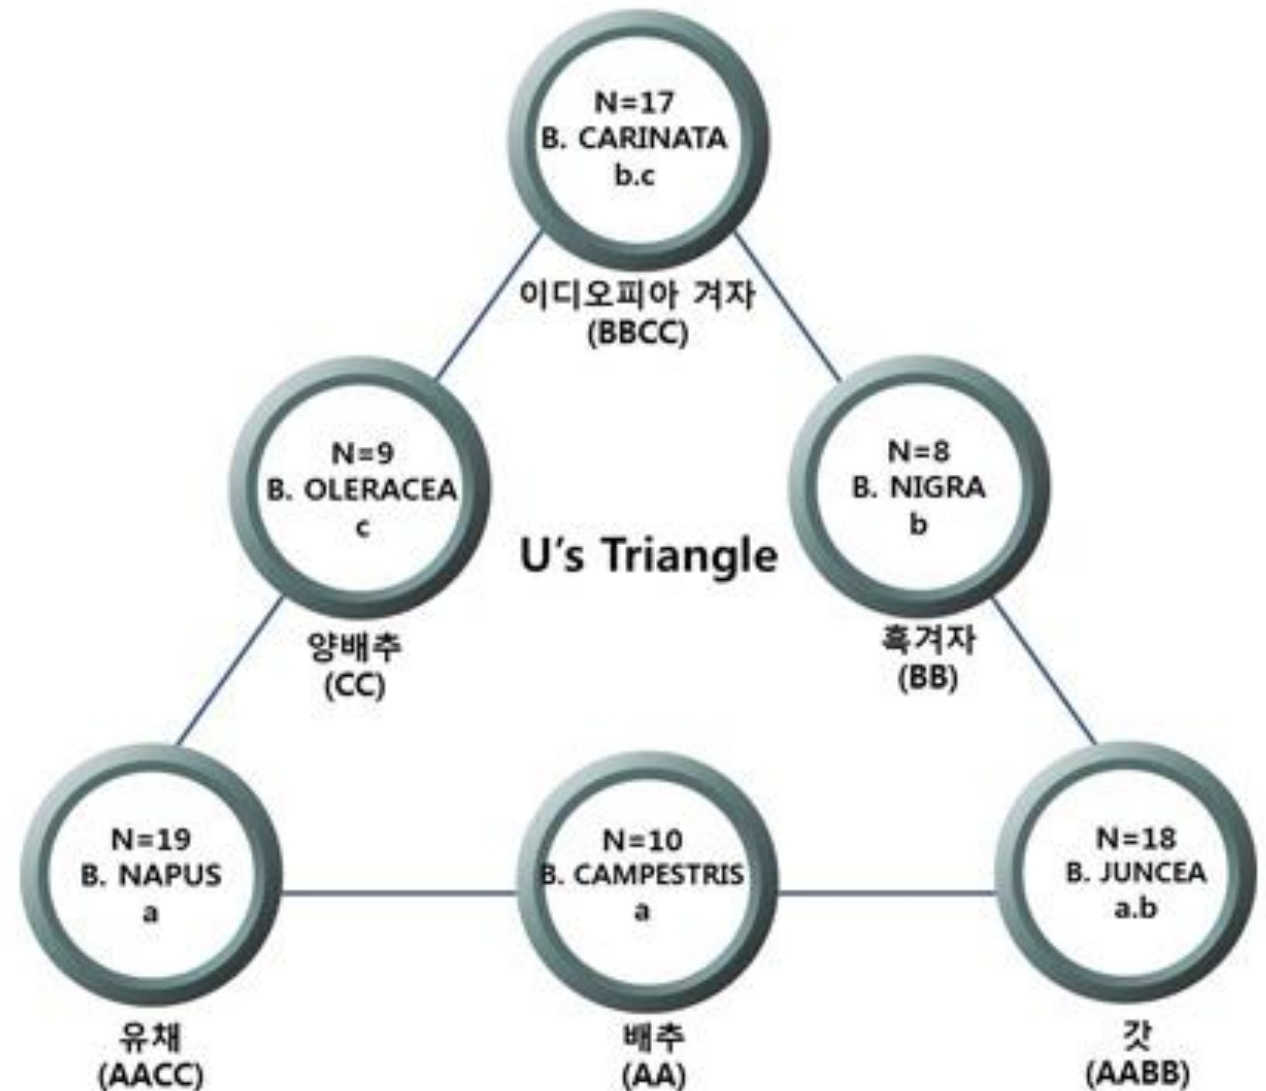 N=17
B. CARINATA
b.c
이디오피아 겨자
(BBCC)
N=9
B. OLERACEA
c
양배추
(CC)
N=8
B. NIGRA
b
흑겨자
(BB)
U's Triangle
N=19
B. NAPUS
a
유채
(AACC)
N=10
B. CAMPESTRIS
a
배추
(AA)
N=18
B. JUNCEA
a.b
갓
(AABB)